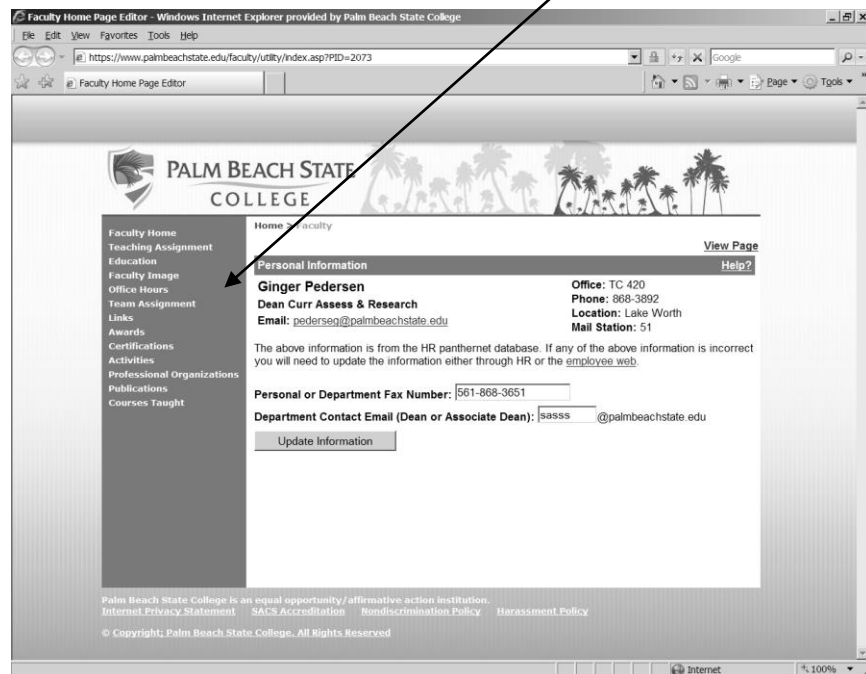 Faculty Home Page Editor - Windows Internet Explorer provided by Palm Beach State College
File Edit View Favorites Tools Help
https://www.palmbeachstate.edu/faculty/utility/index.asp?PID=2073
Google
Faculty Home Page Editor
Page Tools
PALM BEACH STATE
COLLEGE
Home > Faculty
View Page
Faculty Home
Teaching Assignment
Education
Faculty Image
Office Hours
Team Assignment
Links
Awards
Certifications
Activities
Professional Organizations
Publications
Courses Taught
Personal Information Help?
Ginger Pedersen
Dean Curr Assess & Research
Email: pederseg@palmbeachstate.edu
Office: TC 420
Phone: 868-3892
Location: Lake Worth
Mail Station: 51
The above information is from the HR panthernet database. If any of the above information is incorrect
you will need to update the information either through HR or the employee web.
Personal or Department Fax Number: 561-868-3651
Department Contact Email (Dean or Associate Dean): sasss @palmbeachstate.edu
Update Information
Palm Beach State College is an equal opportunity/affirmative action institution.
Internet Privacy Statement SACS Accreditation Nondiscrimination Policy Harassment Policy
© Copyright; Palm Beach State College. All Rights Reserved
Internet 100%